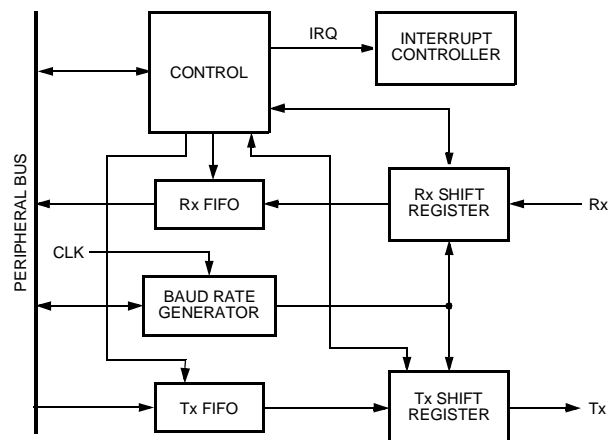 IRQ
INTERRUPT
CONTROLLER
CONTROL
PERIPHERAL BUS
Rx FIFO
Rx SHIFT
REGISTER
Rx
CLK
BAUD RATE
GENERATOR
Tx FIFO
Tx SHIFT
REGISTER
Tx